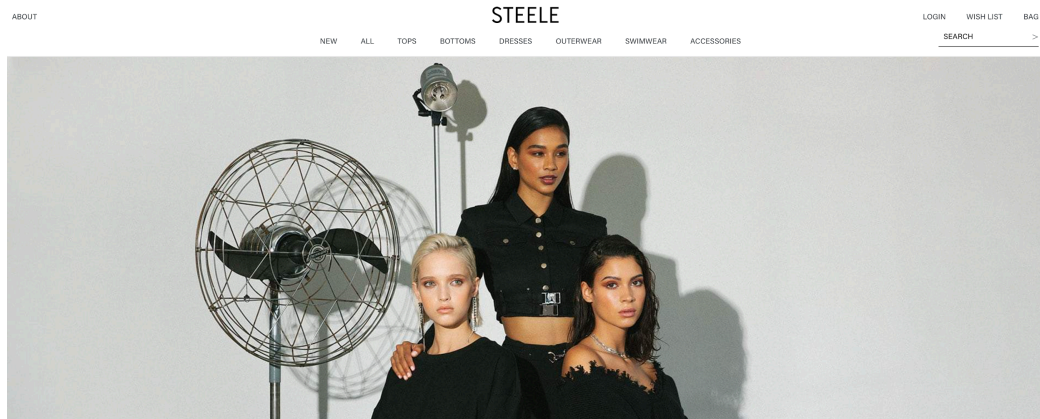 ABOUT
STEELE
LOGIN WISH LIST BAG
NEW ALL TOPS BOTTOMS DRESSES OUTERWEAR SWIMWEAR ACCESSORIES
SEARCH >